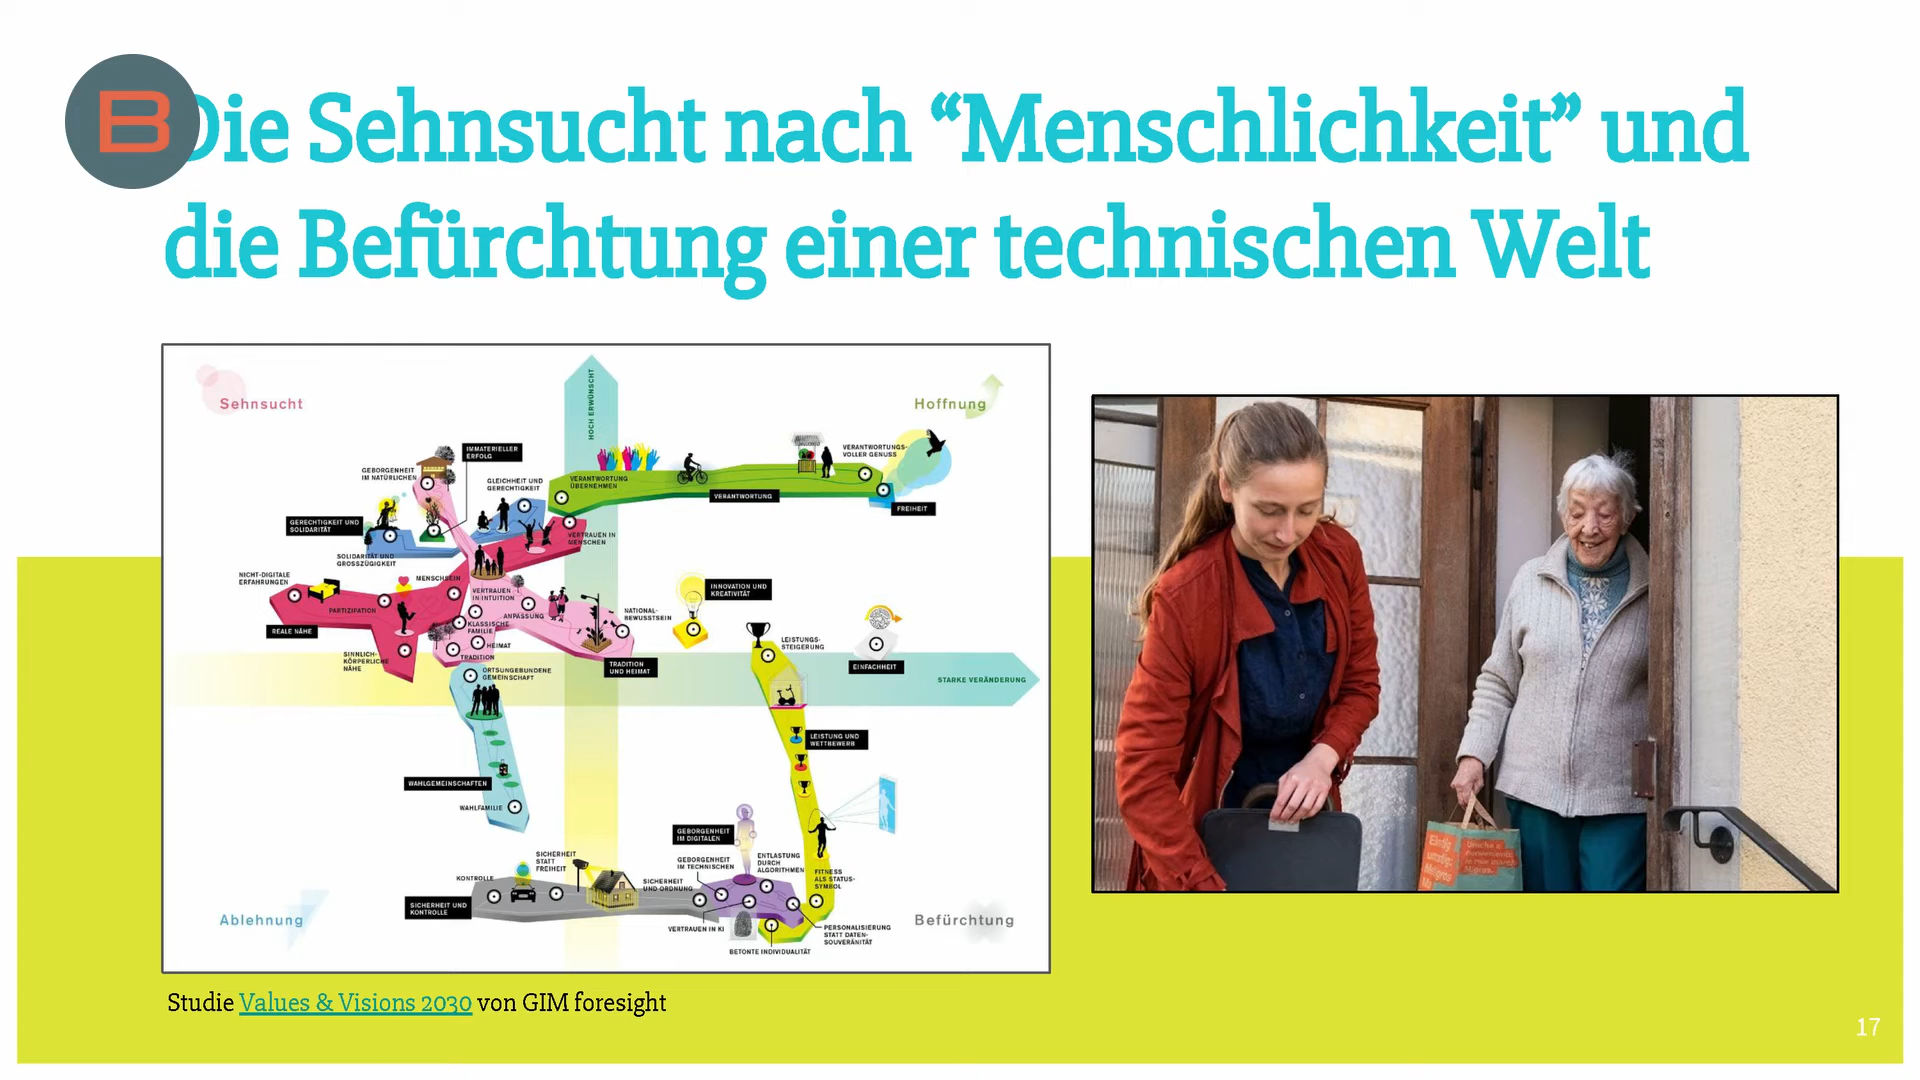 B
Die Sehnsucht nach “Menschlichkeit” und
die Befürchtung einer technischen Welt
Sehnsucht
Hoffnung
HOCH ERWÜNSCHT
IMMATERIELLER
ERFOLG
GEBORGENHEIT
IM NATÜRLICHEN
GLEICHHEIT UND
GERECHTIGKEIT
VERANTWORTUNG
ÜBERNEHMEN
VERANTWORTUNGS-
VOLLER GENUSS
VERANTWORTUNG
FREIHEIT
GERECHTIGKEIT UND
SOLIDARITÄT
SOLIDARITÄT UND
GROSSZÜGIGKEIT
VERTRAUEN IN
MENSCHEN
NICHT-DIGITALE
ERFAHRUNGEN
MENSCHSEIN
VERTRAUEN
IN INTUITION
PARTIZIPATION
ANPASSUNG
KLASSISCHE
FAMILIE
NATIONAL-
BEWUSSTSEIN
INNOVATION UND
KREATIVITÄT
REALE NÄHE
HEIMAT
TRADITION
SINNLICH-
KÖRPERLICHE
NÄHE
TRADITION
UND HEIMAT
LEISTUNGS-
STEIGERUNG
EINFACHHEIT
ORTSUNGEBUNDENE
GEMEINSCHAFT
STARKE VERÄNDERUNG
LEISTUNG UND
WETTBEWERB
WAHLGEMEINSCHAFTEN
WAHLFAMILIE
GEBORGENHEIT
IM DIGITALEN
SICHERHEIT
STATT
FREIHEIT
GEBORGENHEIT
IM TECHNISCHEN
ENTLASTUNG
DURCH
ALGORITHMEN
KONTROLLE
SICHERHEIT
UND ORDNUNG
FITNESS
ALS STATUS-
SYMBOL
SICHERHEIT UND
KONTROLLE
VERTRAUEN IN KI
PERSONALISIERUNG
STATT DATEN-
SOUVERÄNITÄT
BETONTE INDIVIDUALITÄT
Ablehnung
Befürchtung
Studie Values & Visions 2030 von GIM foresight
17